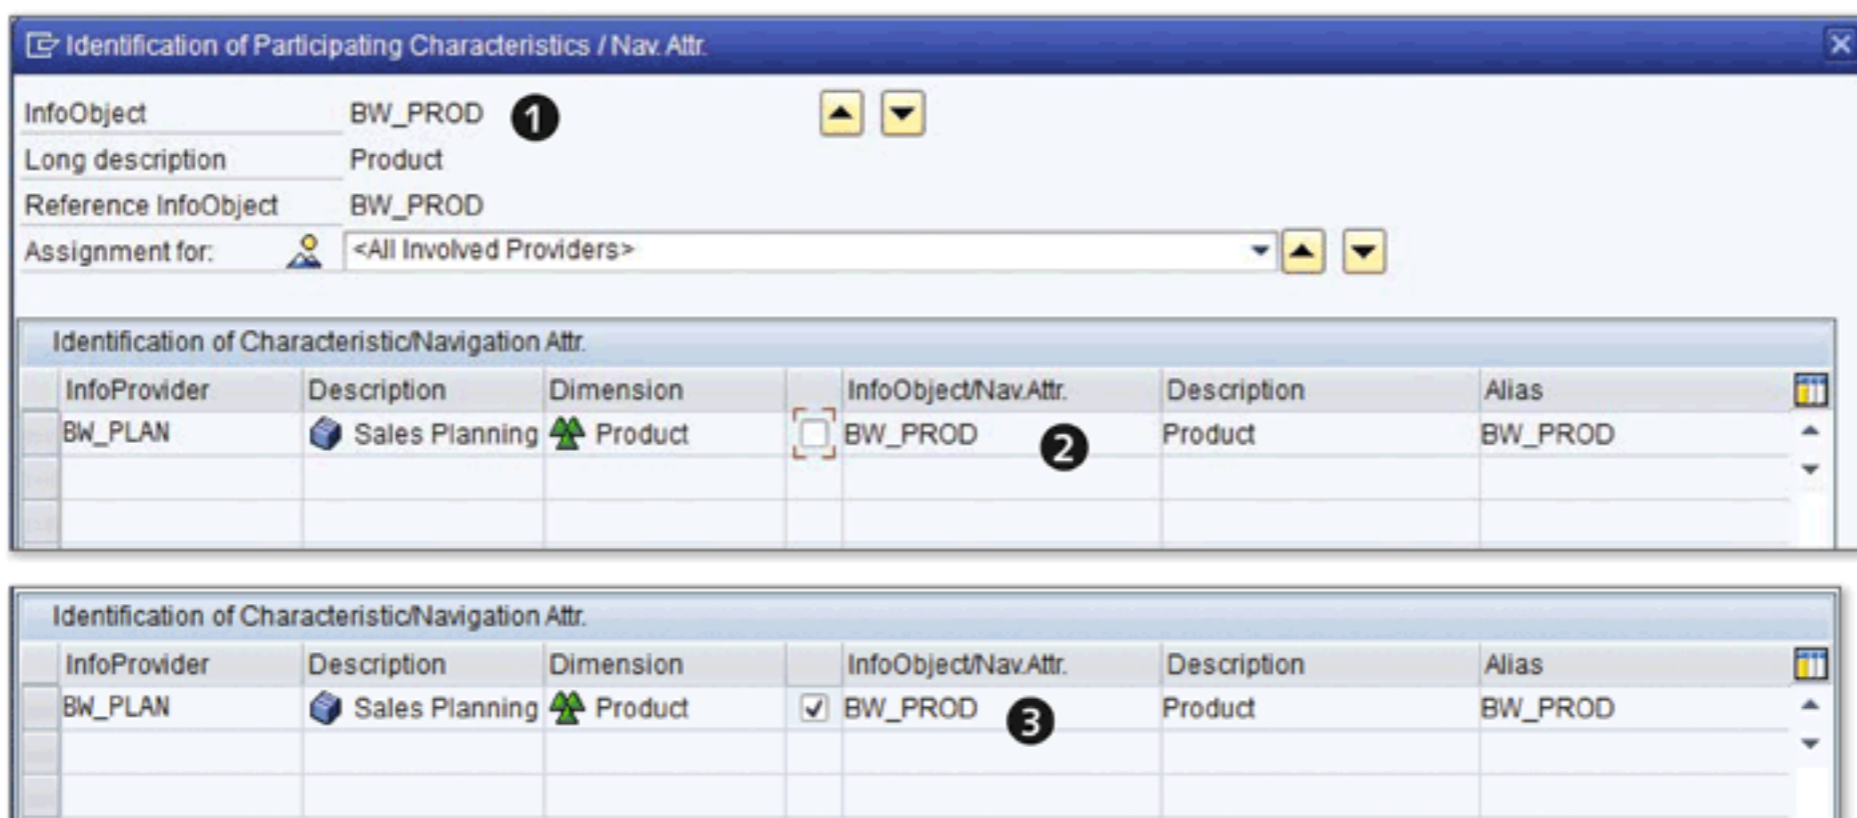 Identification of Participating Characteristics / Nav. Attr.
InfoObject BW_PROD 1
Long description Product
Reference InfoObject BW_PROD
Assignment for: <All Involved Providers>
Identification of Characteristic/Navigation Attr.
InfoProvider Description Dimension InfoObject/Nav.Attr. Description Alias
BW_PLAN Sales Planning Product BW_PROD 2 Product BW_PROD
Identification of Characteristic/Navigation Attr.
InfoProvider Description Dimension InfoObject/Nav.Attr. Description Alias
BW_PLAN Sales Planning Product BW_PROD 3 Product BW_PROD